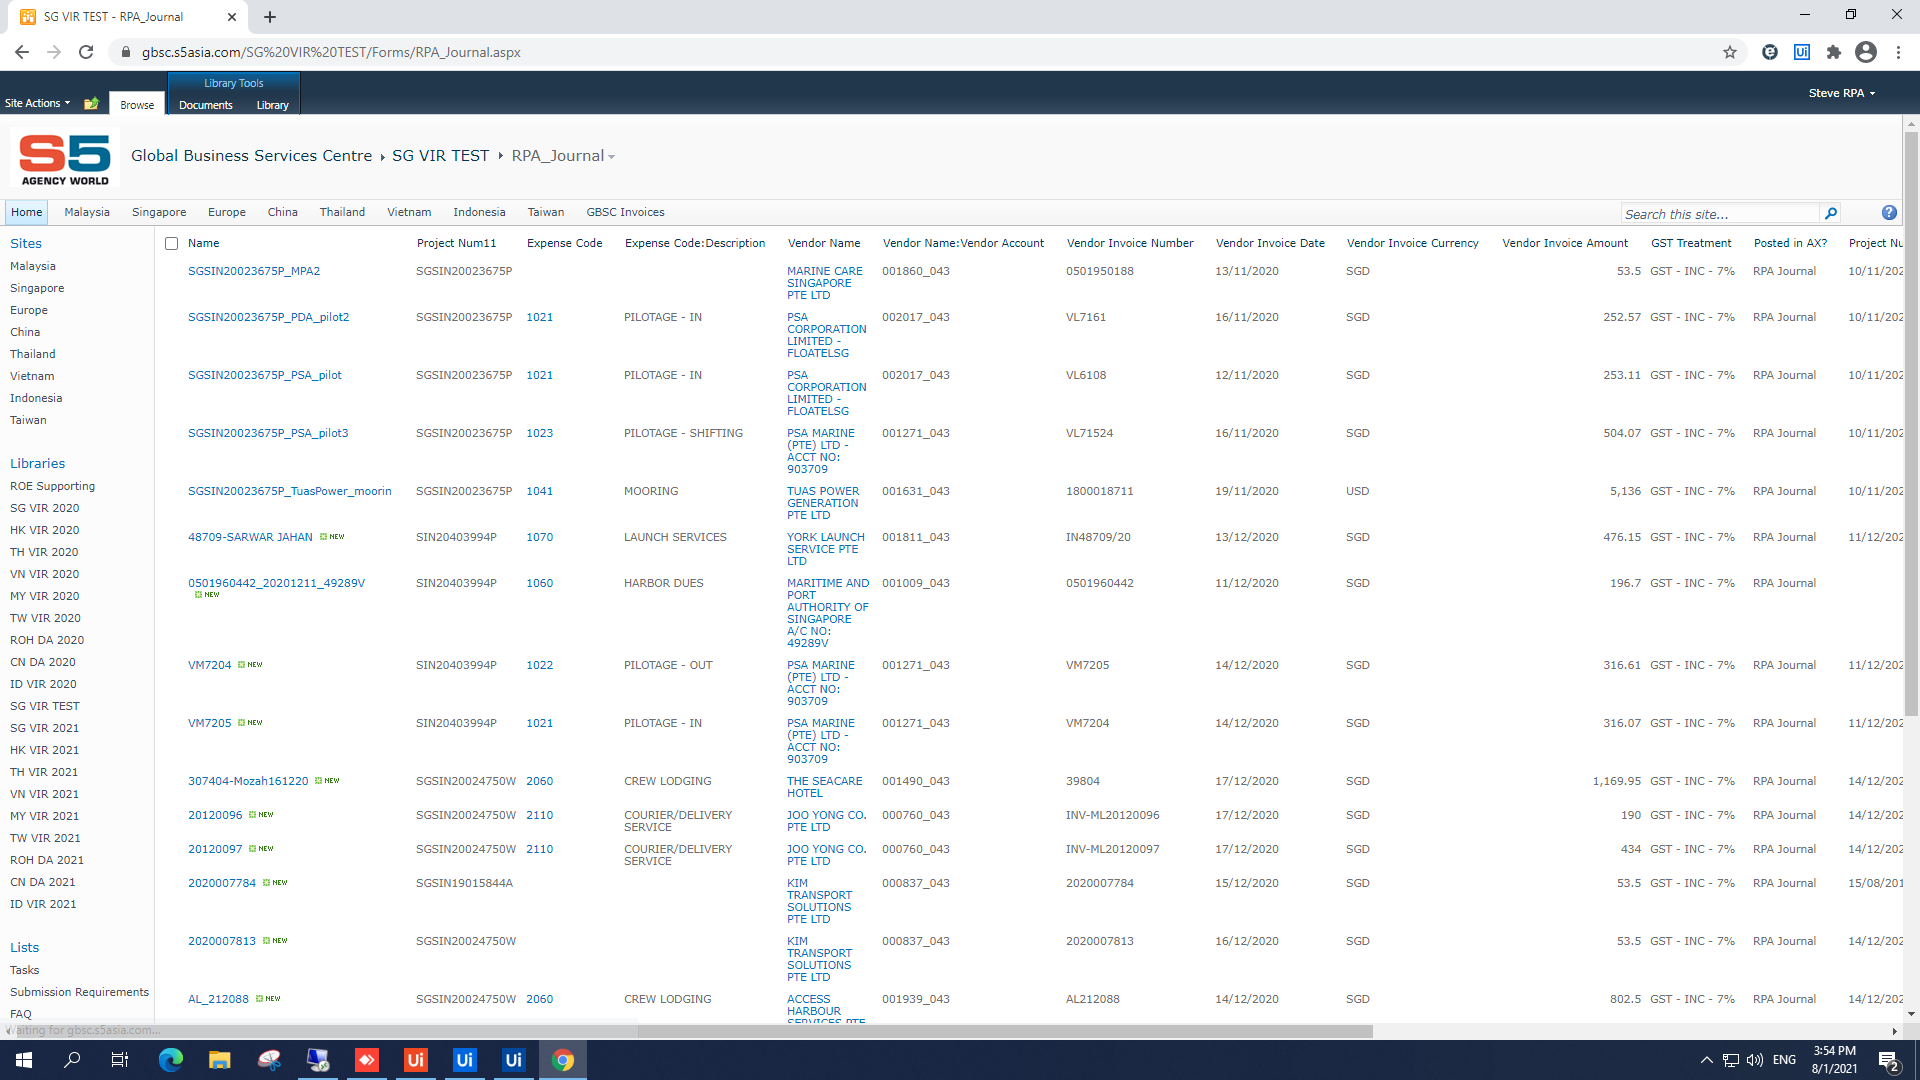 SG VIR TEST - RPA_Journal
gbsc.s5asia.com/SG%20VIR%20TEST/Forms/RPA_Journal.aspx
Ui
Library Tools
Site Actions
Browse
Documents
Library
Steve RPA
S5
AGENCY WORLD
Global Business Services Centre
SG VIR TEST
RPA_Journal
Home Malaysia Singapore Europe China Thailand Vietnam Indonesia Taiwan GBSC Invoices
Search this site...
Sites
Malaysia
Singapore
Europe
China
Thailand
Vietnam
Indonesia
Taiwan
Libraries
ROE Supporting
SG VIR 2020
HK VIR 2020
TH VIR 2020
VN VIR 2020
MY VIR 2020
TW VIR 2020
ROH DA 2020
CN DA 2020
ID VIR 2020
SG VIR TEST
SG VIR 2021
HK VIR 2021
TH VIR 2021
VN VIR 2021
MY VIR 2021
TW VIR 2021
ROH DA 2021
CN DA 2021
ID VIR 2021
Lists
Tasks
Submission Requirements
FAQ
Waiting for gbsc.s5asia.com...
Name Project Num11 Expense Code Expense Code:Description Vendor Name Vendor Name:Vendor Account Vendor Invoice Number Vendor Invoice Date Vendor Invoice Currency Vendor Invoice Amount GST Treatment Posted in AX? Project Nu
SGSIN20023675P_MPA2 SGSIN20023675P MARINE CARE 001860_043 0501950188 13/11/2020 SGD 53.5 GST - INC - 7% RPA Journal 10/11/202
SINGAPORE
PTE LTD
SGSIN20023675P_PDA_pilot2 SGSIN20023675P 1021 PILOTAGE - IN PSA 002017_043 VL7161 16/11/2020 SGD 252.57 GST - INC - 7% RPA Journal 10/11/202
CORPORATION
LIMITED -
FLOATELSG
SGSIN20023675P_PSA_pilot SGSIN20023675P 1021 PILOTAGE - IN PSA 002017_043 VL6108 12/11/2020 SGD 253.11 GST - INC - 7% RPA Journal 10/11/202
CORPORATION
LIMITED -
FLOATELSG
SGSIN20023675P_PSA_pilot3 SGSIN20023675P 1023 PILOTAGE - SHIFTING PSA MARINE 001271_043 VL71524 16/11/2020 SGD 504.07 GST - INC - 7% RPA Journal 10/11/202
(PTE) LTD -
ACCT NO:
903709
SGSIN20023675P_TuasPower_moorin SGSIN20023675P 1041 MOORING TUAS POWER 001631_043 1800018711 19/11/2020 USD 5,136 GST - INC - 7% RPA Journal 10/11/202
GENERATION
PTE LTD
48709-SARWAR JAHAN NEW SIN20403994P 1070 LAUNCH SERVICES YORK LAUNCH 001811_043 IN48709/20 13/12/2020 SGD 476.15 GST - INC - 7% RPA Journal 11/12/202
SERVICE PTE
LTD
0501960442_20201211_49289V SIN20403994P 1060 HARBOR DUES MARITIME AND 001009_043 0501960442 11/12/2020 SGD 196.7 GST - INC - 7% RPA Journal
NEW PORT
AUTHORITY OF
SINGAPORE
A/C NO:
49289V
VM7204 NEW SIN20403994P 1022 PILOTAGE - OUT PSA MARINE 001271_043 VM7205 14/12/2020 SGD 316.61 GST - INC - 7% RPA Journal 11/12/202
(PTE) LTD -
ACCT NO:
903709
VM7205 NEW SIN20403994P 1021 PILOTAGE - IN PSA MARINE 001271_043 VM7204 14/12/2020 SGD 316.07 GST - INC - 7% RPA Journal 11/12/202
(PTE) LTD -
ACCT NO:
903709
307404-Mozah161220 NEW SGSIN20024750W 2060 CREW LODGING THE SEACARE 001490_043 39804 17/12/2020 SGD 1,169.95 GST - INC - 7% RPA Journal 14/12/202
HOTEL
20120096 NEW SGSIN20024750W 2110 COURIER/DELIVERY JOO YONG CO. 000760_043 INV-ML20120096 17/12/2020 SGD 190 GST - INC - 7% RPA Journal 14/12/202
SERVICE PTE LTD
20120097 NEW SGSIN20024750W 2110 COURIER/DELIVERY JOO YONG CO. 000760_043 INV-ML20120097 17/12/2020 SGD 434 GST - INC - 7% RPA Journal 14/12/202
SERVICE PTE LTD
2020007784 NEW SGSIN19015844A KIM 000837_043 2020007784 15/12/2020 SGD 53.5 GST - INC - 7% RPA Journal 15/08/201
TRANSPORT
SOLUTIONS
PTE LTD
2020007813 NEW SGSIN20024750W KIM 000837_043 2020007813 16/12/2020 SGD 53.5 GST - INC - 7% RPA Journal 14/12/202
TRANSPORT
SOLUTIONS
PTE LTD
AL_212088 NEW SGSIN20024750W 2060 CREW LODGING ACCESS 001939_043 AL212088 14/12/2020 SGD 802.5 GST - INC - 7% RPA Journal 14/12/202
HARBOUR
SERVICES PTE
Ui Ui Ui
ENG
3:54 PM
8/1/2021
2